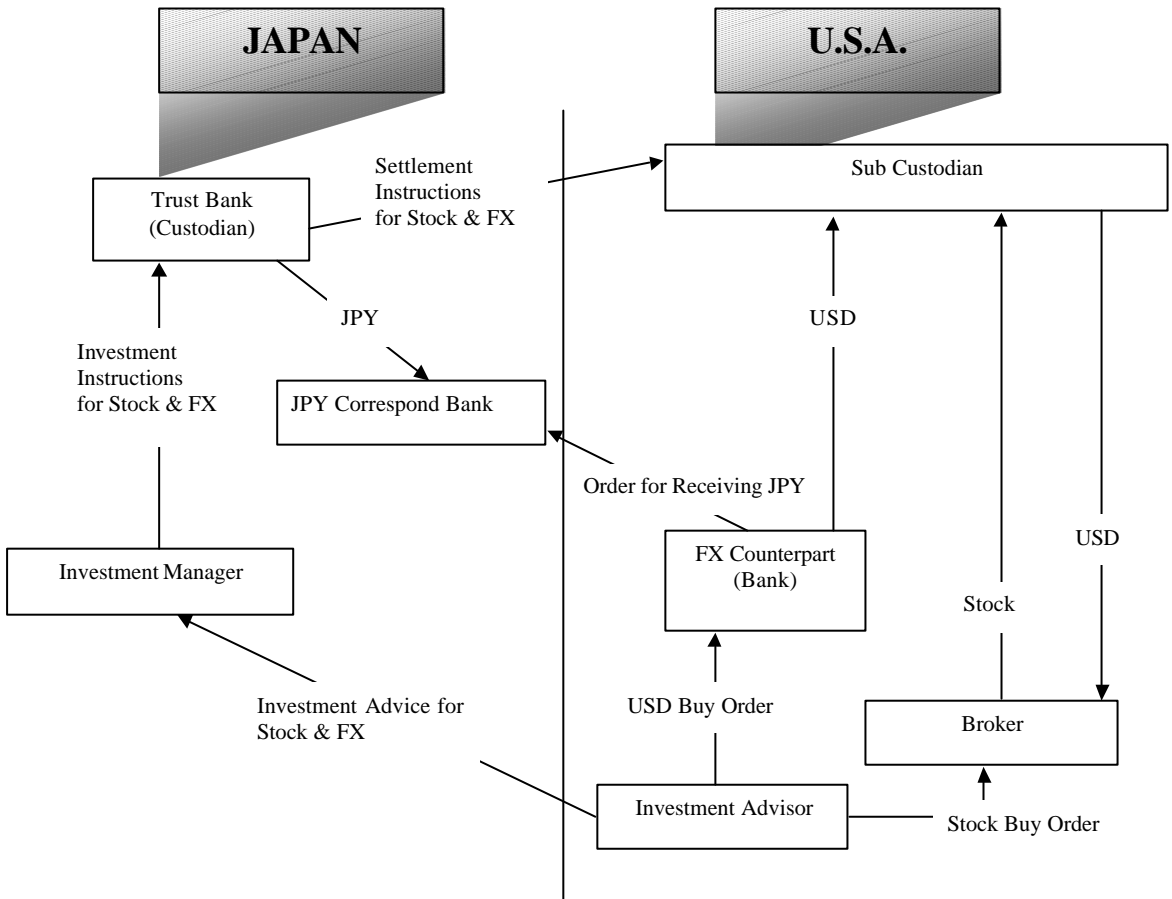 JAPAN
U.S.A.
Settlement
Instructions
for Stock & FX
Sub Custodian
Trust Bank
(Custodian)
JPY
USD
Investment
Instructions
for Stock & FX
JPY Correspond Bank
Order for Receiving JPY
USD
FX Counterpart
(Bank)
Investment Manager
Stock
Investment Advice for
Stock & FX
USD Buy Order
Broker
Investment Advisor
Stock Buy Order